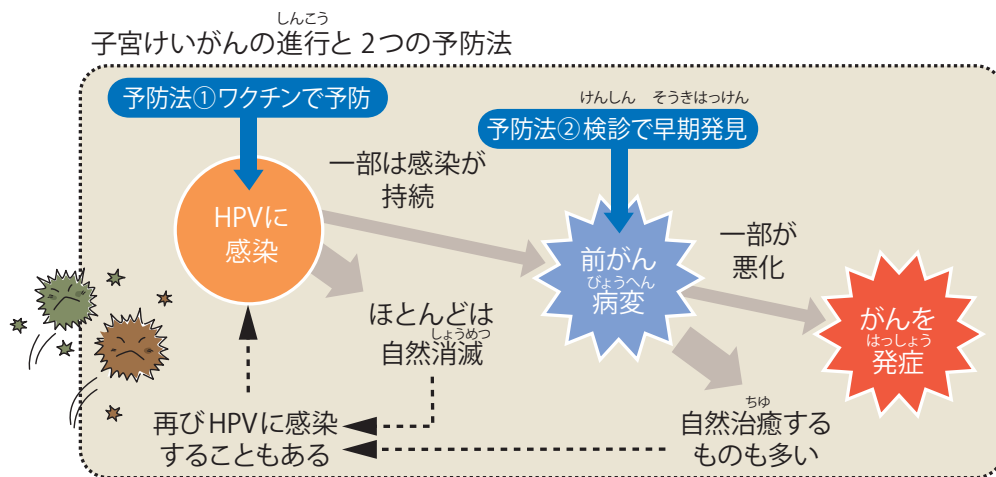 しんこう
子宮けいがんの進行と2つの予防法
予防法①ワクチンで予防
けんしん そうきはっけん
予防法②検診で早期発見
一部は感染が
持続
HPVに
感染
前がん
びょうへん
病変
一部が
悪化
がんを
はっしょう
発症
ほとんどは
しょうめつ
自然消滅
再びHPVに感染
することもある
ちゆ
自然治癒する
ものも多い